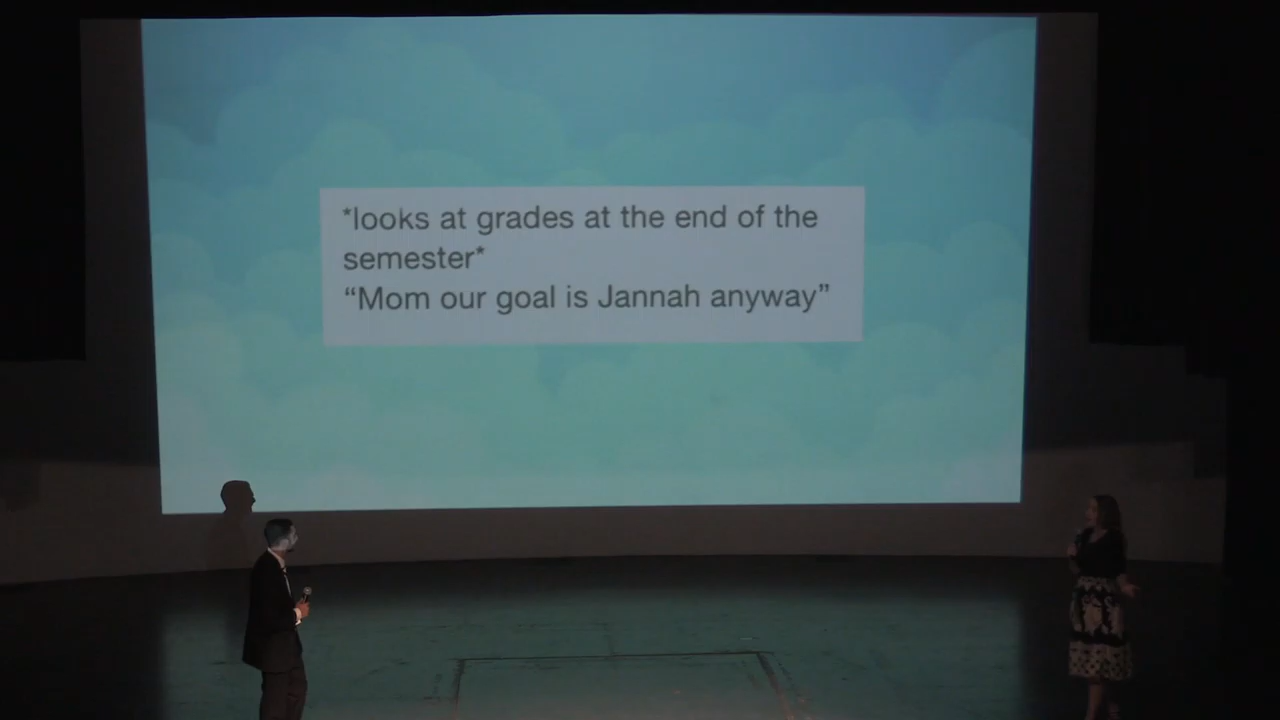 *looks at grades at the end of the
semester*
“Mom our goal is Jannah anyway”